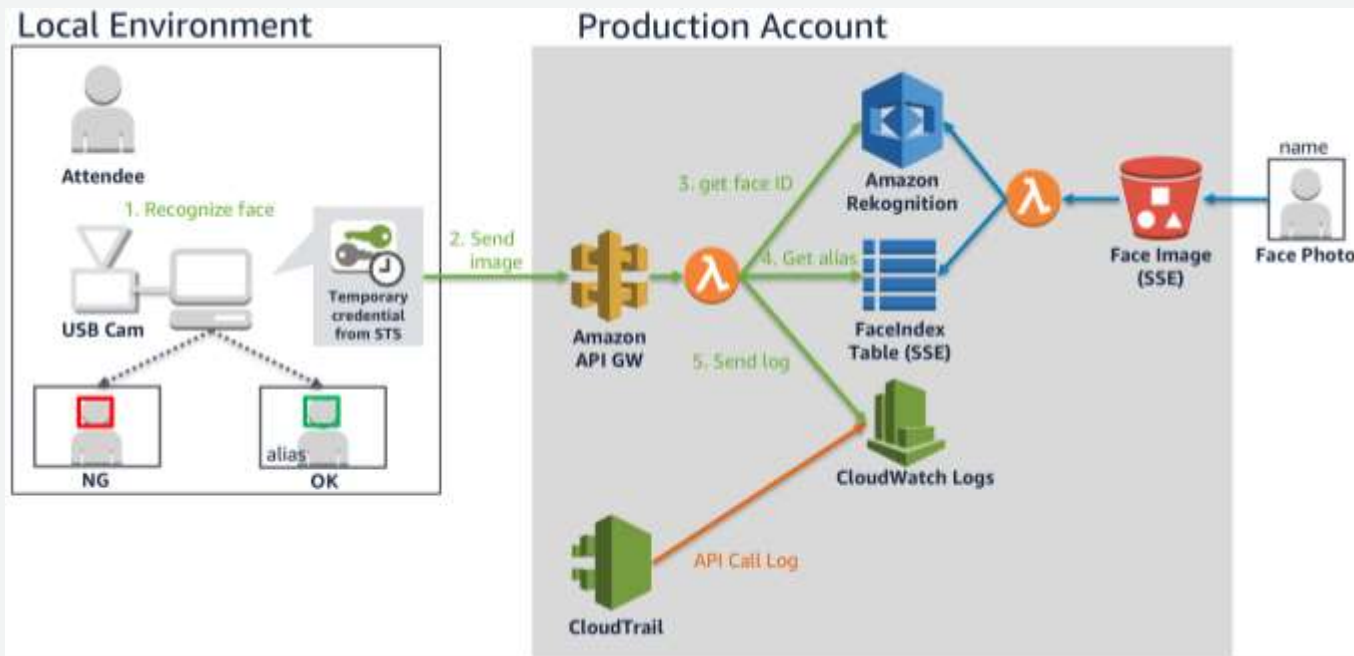 Local Environment
Production Account
Attendee
1. Recognize face
USB Cam
Temporary
credential
from STS
NG
alias
OK
2. Send
image
Amazon
API GW
λ
3. get face ID
4. Get alias
5. Send log
Amazon
Rekognition
FaceIndex
Table (SSE)
CloudWatch Logs
API Call Log
CloudTrail
λ
Face Image
(SSE)
name
Face Photo